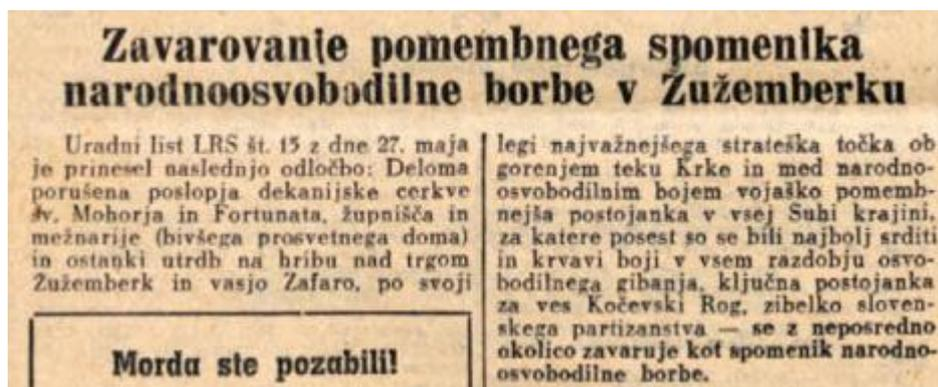 Zavarovanje pomembnega spomenika
narodnoosvobodilne borbe v Žužemberku
Uradni list LRS št. 15 z dne 27. maja
je prinesel naslednjo odločbo: Deloma
porušena poslopja dekanijske cerkve
sv. Mohorja in Fortunata, župnišča in
mežnarije (bivšega prosvetnega doma)
in ostanki utrdb na hribu nad trgom
Žužemberk in vasjo Zafaro, po svoji
legi najvažnejšega strateška točka ob
gorenjem teku Krke in med narodno-
osvobodilnim bojem vojaško pomemb-
nejša postojanka v vsej Suhi krajini,
za katere posest so se bili najbolj srditi
in krvavi boji v vsem razdobju osvo-
bodilnega gibanja, ključna postojanka
za ves Kočevski Rog, zibelko sloven-
skega partizanstva — se z neposredno
okolico zavaruje kot spomenik narodno-
osvobodilne borbe.
Morda ste pozabili!